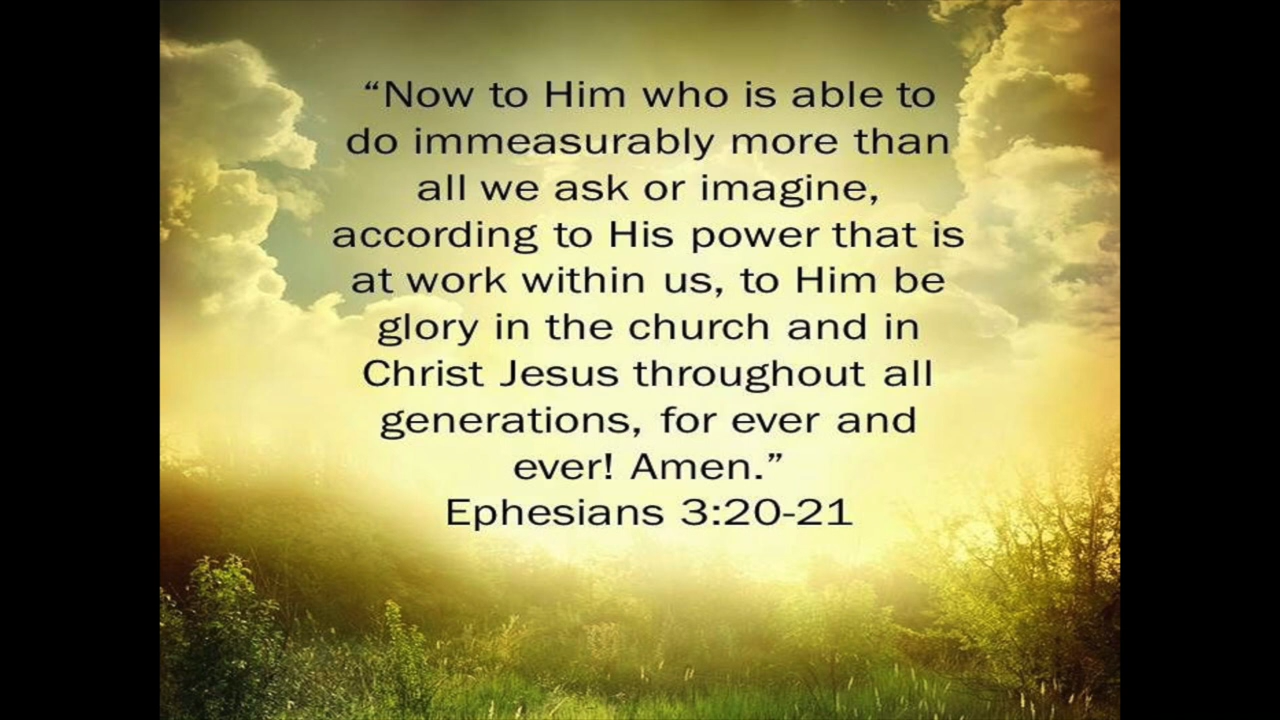 “Now to Him who is able to
do immeasurably more than
all we ask or imagine,
according to His power that is
at work within us, to Him be
glory in the church and in
Christ Jesus throughout all
generations, for ever and
ever! Amen.”
Ephesians 3:20-21